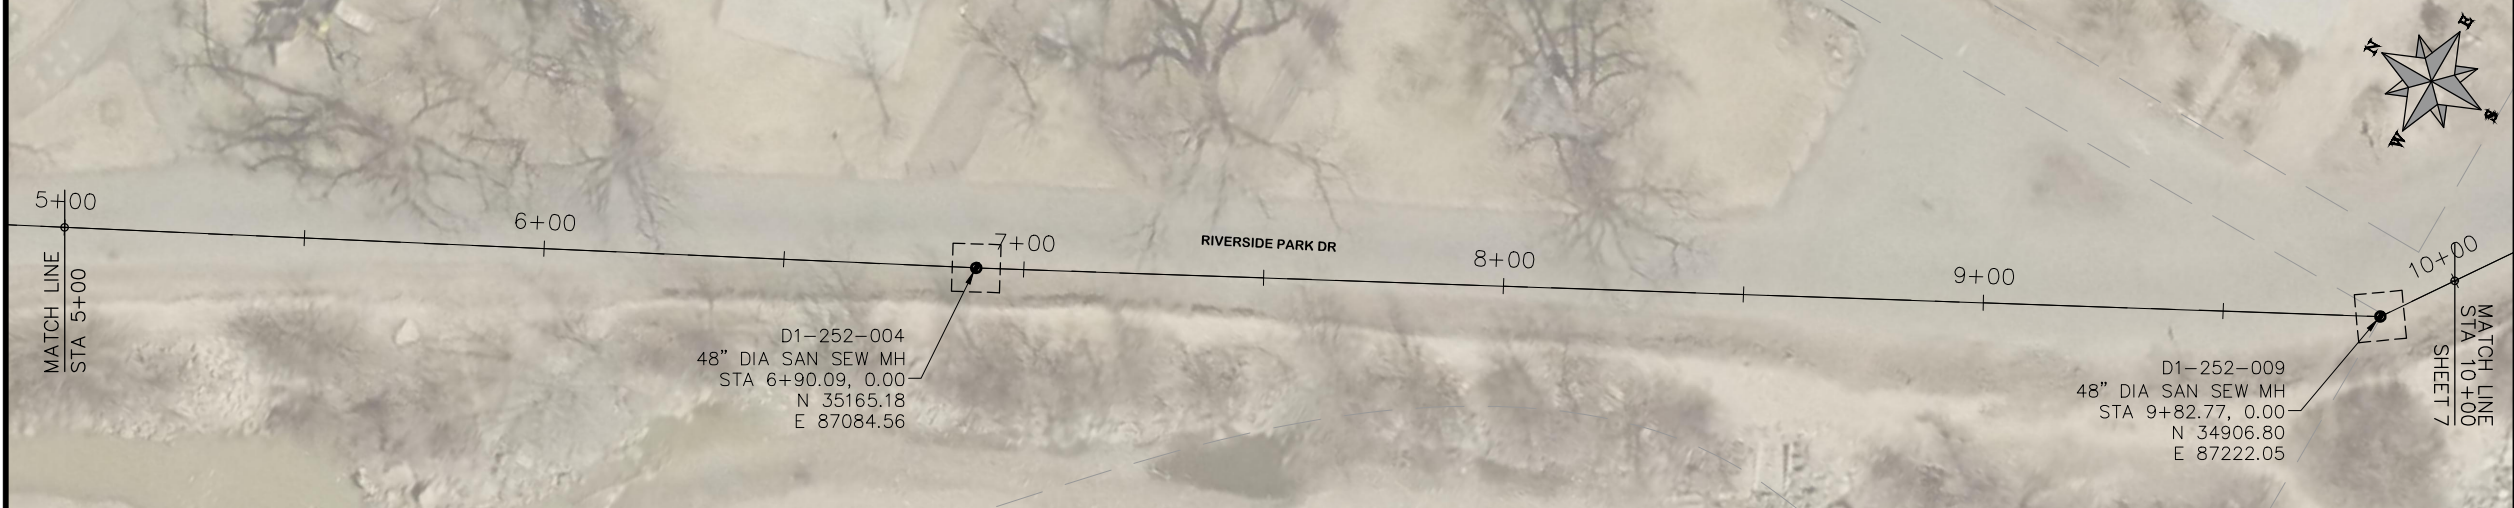 5+00
6+00
7+00
8+00
9+00
10+00
RIVERSIDE PARK DR
MATCH LINE
STA 5+00
D1-252-004
48" DIA SAN SEW MH
STA 6+90.09, 0.00
N 35165.18
E 87084.56
D1-252-009
48" DIA SAN SEW MH
STA 9+82.77, 0.00
N 34906.80
E 87222.05
MATCH LINE
STA 10+00
SHEET 7
N
E
S
W